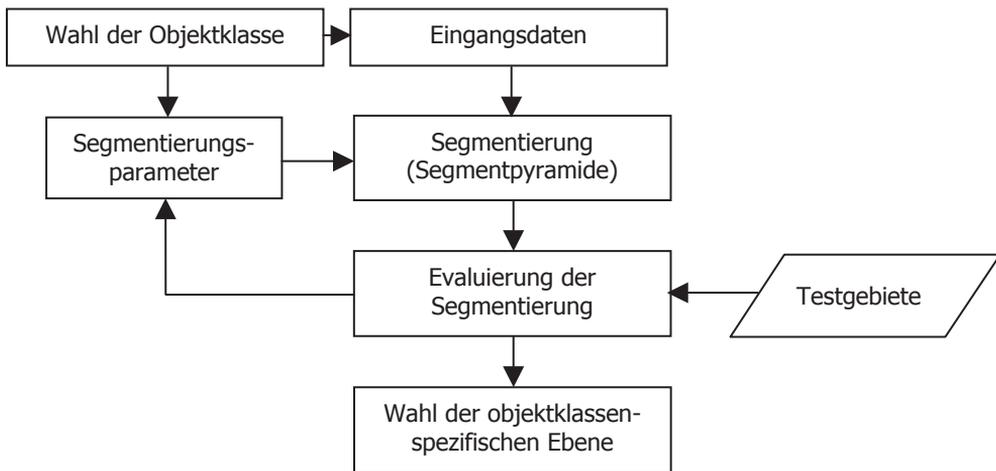 Wahl der Objektklasse
Eingangsdaten
Segmentierungs-
parameter
Segmentierung
(Segmentpyramide)
Evaluierung der
Segmentierung
Testgebiete
Wahl der objektklassen-
spezifischen Ebene